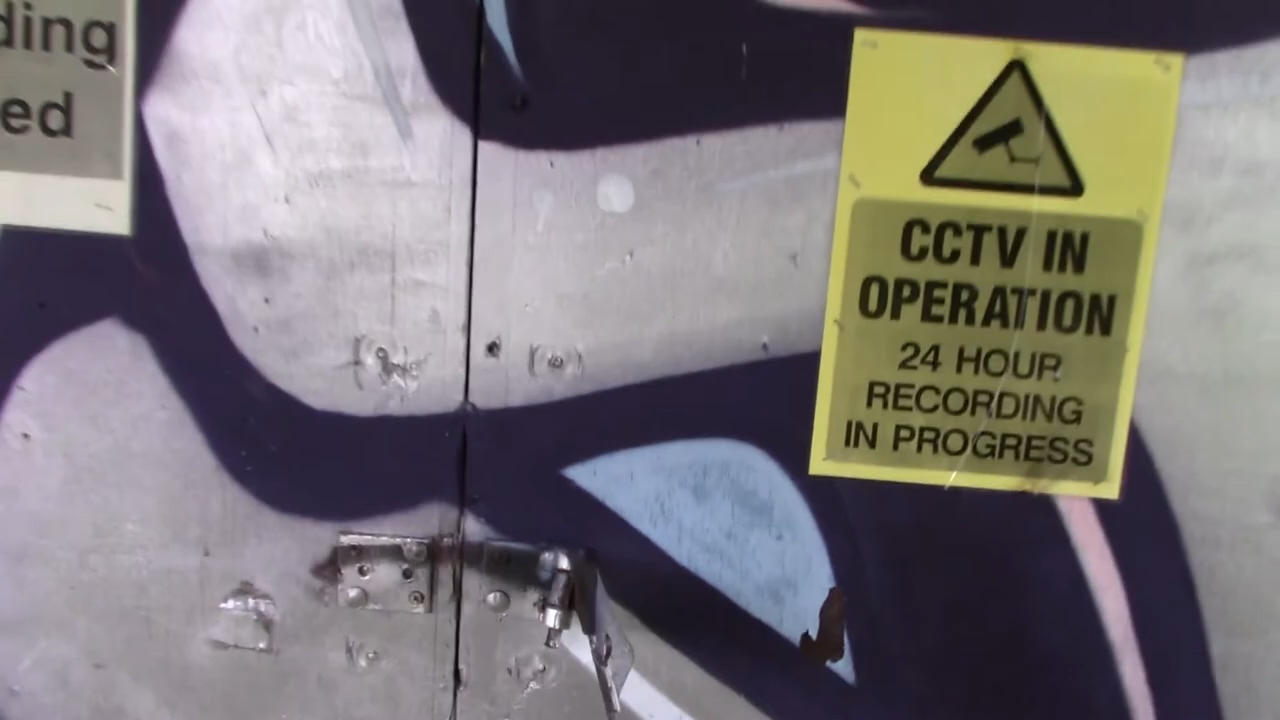 ding
ed
CCTV IN
OPERATION
24 HOUR
RECORDING
IN PROGRESS